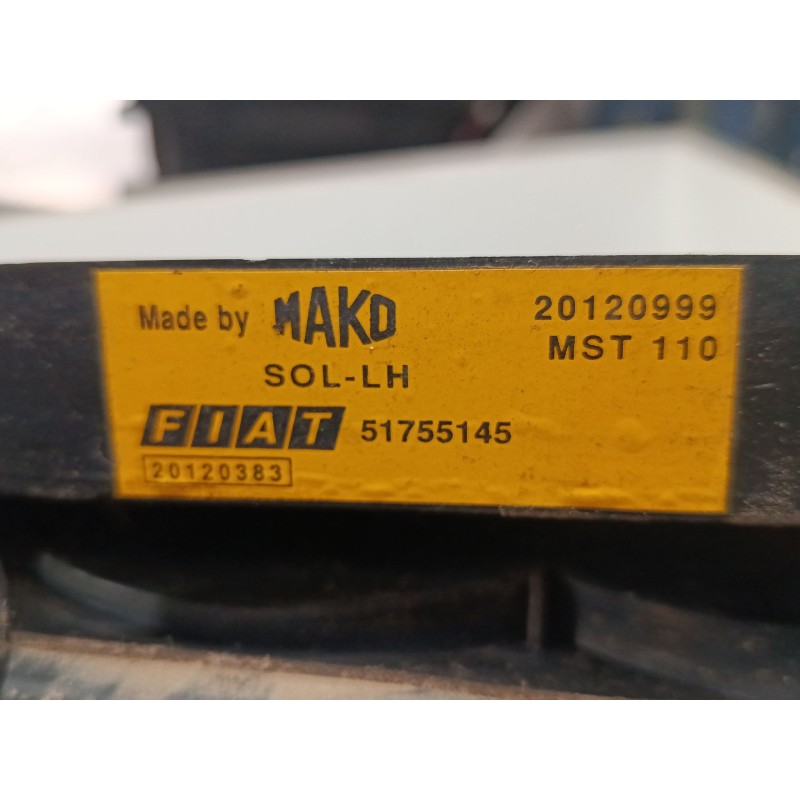 Made by MAKO 20120999
MST 110
SOL-LH
FIAT 51755145
20120383